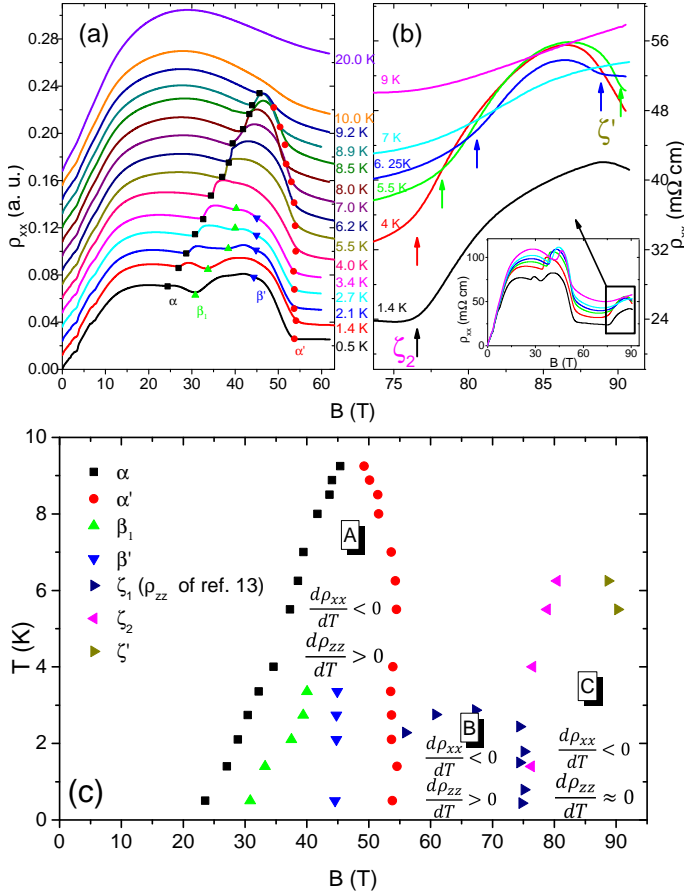 (a)
ρxx (a. u.)
0.28
0.24
0.20
0.16
0.12
0.08
0.04
0.00
20.0 K
10.0 K
9.2 K
8.9 K
8.5 K
8.0 K
7.0 K
6.2 K
5.5 K
4.0 K
3.4 K
2.7 K
2.1 K
1.4 K
0.5 K
α
β1
β'
α'
0 10 20 30 40 50 60
B (T)
(b)
9 K
7 K
6. 25K
5.5 K
4 K
1.4 K
ζ'
ζ2
56
48
40
32
24
ρxx (mΩ cm)
75 80 85 90
B (T)
100
50
0
ρxx (mΩ cm)
0 30 60 90
B (T)
(c)
T (K)
10
8
6
4
2
0
α
α'
β1
β'
ζ1 (ρzz of ref. 13)
ζ2
ζ'
A
dρxx/dT < 0
dρzz/dT > 0
B
dρxx/dT < 0
dρzz/dT > 0
C
dρxx/dT < 0
dρzz/dT ≈ 0
0 10 20 30 40 50 60 70 80 90
B (T)